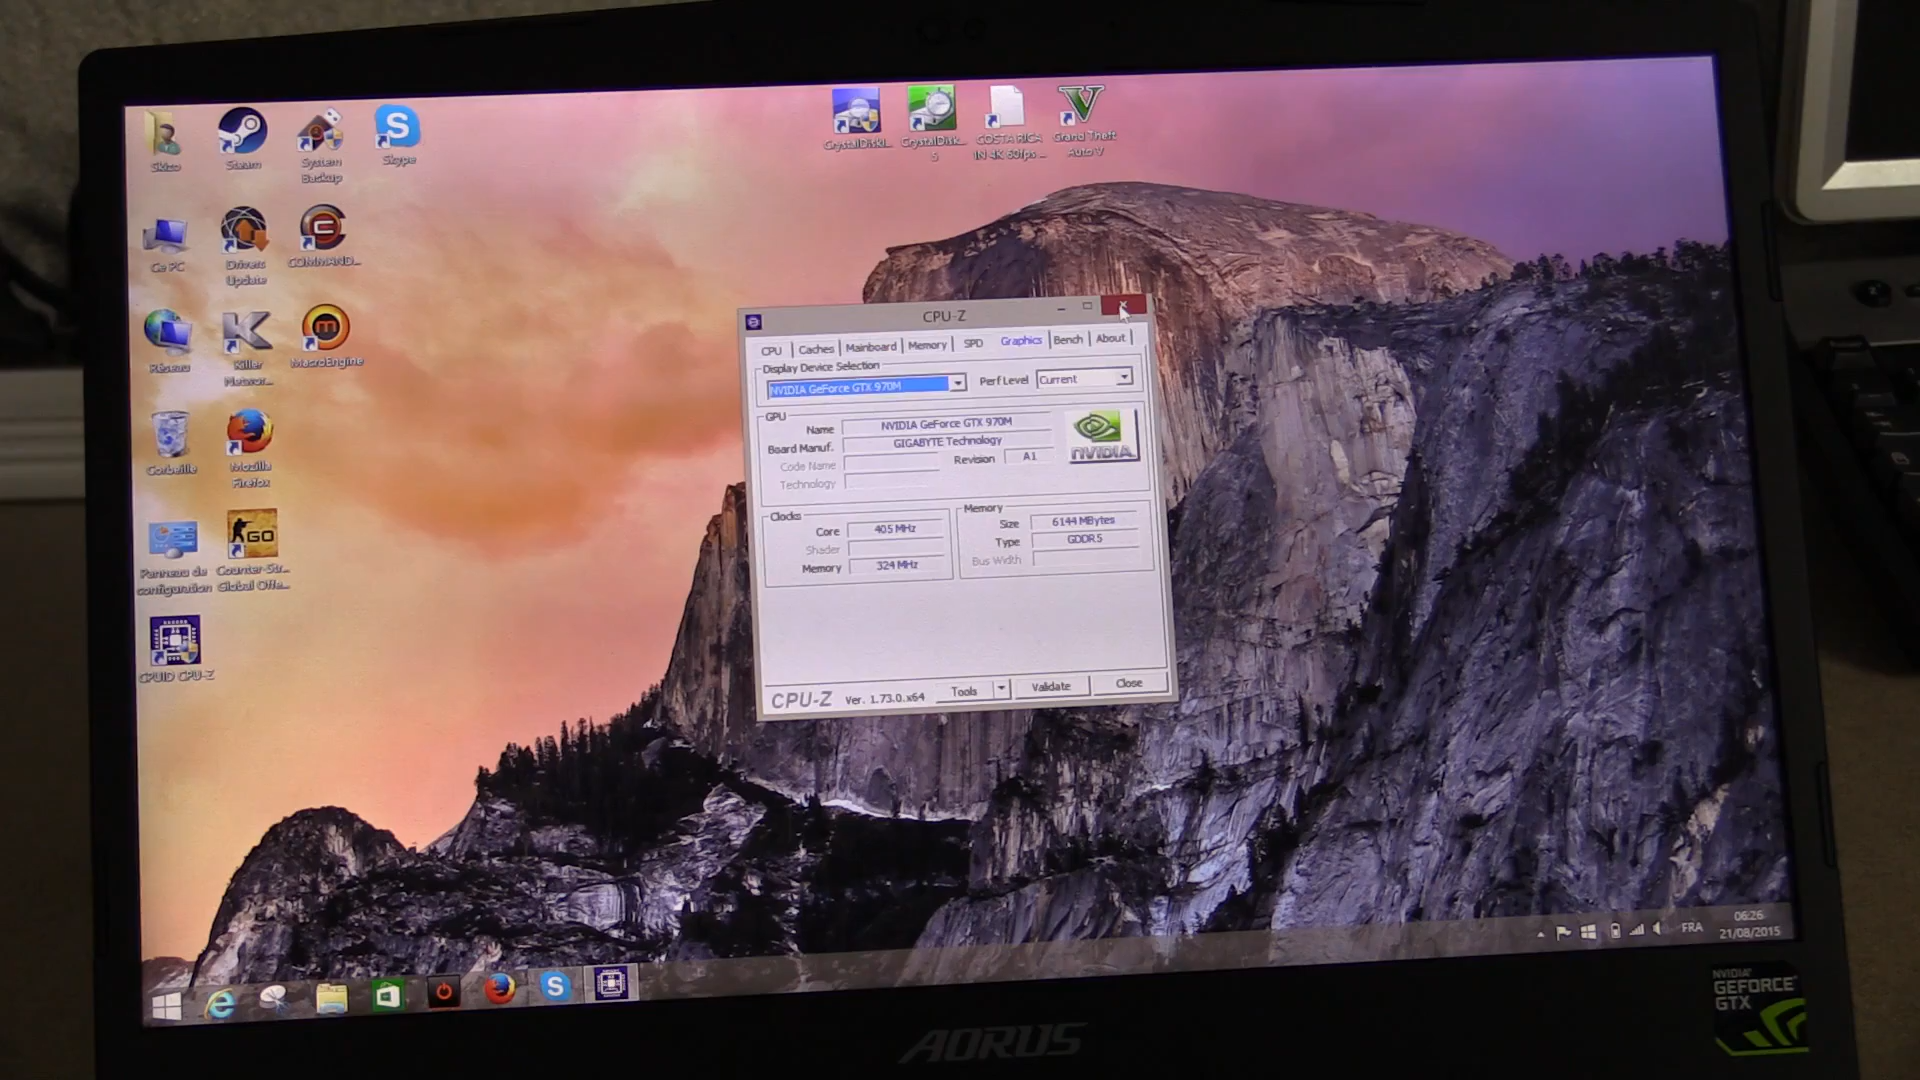 Skizo
Steam
System
Backup
Skype
CrystalDiskI...
CrystalDisk...
5
COSTA RICA
IN 4K 60fps ...
Grand Theft
Auto V
Ce PC
Drivers
Update
COMMAND...
Réseau
Killer
Networ...
MacroEngine
Corbeille
Mozilla
Firefox
Panneau de
configuration
GO
Counter-Str...
Global Offe...
CPUID CPU-Z
CPU-Z
CPU
Caches
Mainboard
Memory
SPD
Graphics
Bench
About
Display Device Selection
NVIDIA GeForce GTX 970M
Perf Level
Current
GPU
Name
NVIDIA GeForce GTX 970M
Board Manuf.
GIGABYTE Technology
Code Name
Revision
A1
Technology
NVIDIA
Clocks
Core
405 MHz
Shader
Memory
324 MHz
Memory
Size
6144 MBytes
Type
GDDR5
Bus Width
CPU-Z
Ver. 1.73.0.x64
Tools
Validate
Close
FRA
06:26
21/08/2015
AORUS
NVIDIA
GEFORCE
GTX